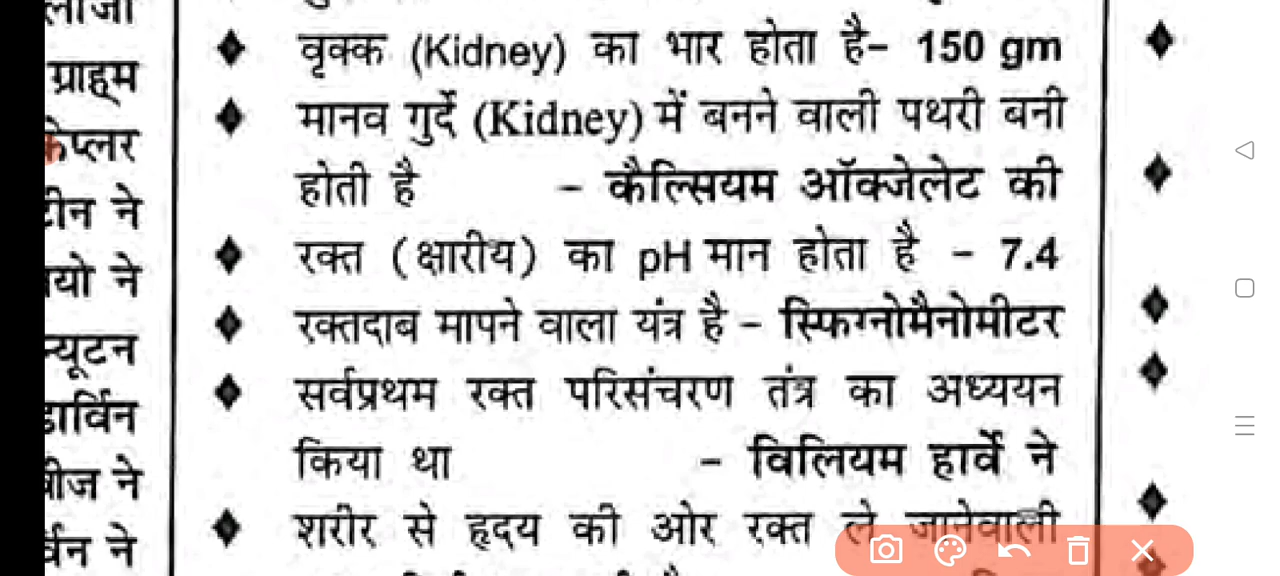 ग्राहम
केप्लर
टीन ने
यो ने
न्यूटन
डार्विन
ीज ने
र्वन ने
वृक्क (Kidney) का भार होता है– 150 gm
मानव गुर्दे (Kidney) में बनने वाली पथरी बनी
होती है – कैल्सियम ऑक्जेलेट की
रक्त (क्षारीय) का pH मान होता है – 7.4
रक्तदाब मापने वाला यंत्र है – स्फिग्नोमैनोमीटर
सर्वप्रथम रक्त परिसंचरण तंत्र का अध्ययन
किया था – विलियम हार्वे ने
शरीर से हृदय की ओर रक्त ले जानेवाली